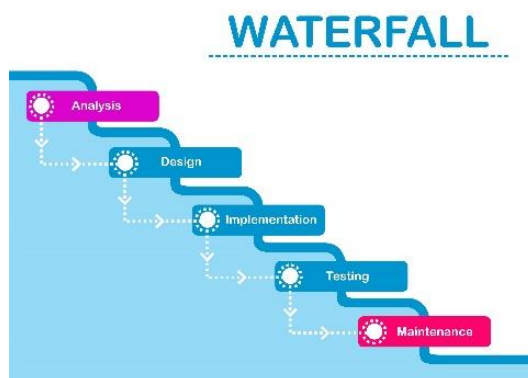 WATERFALL
Analysis
Design
Implementation
Testing
Maintenance